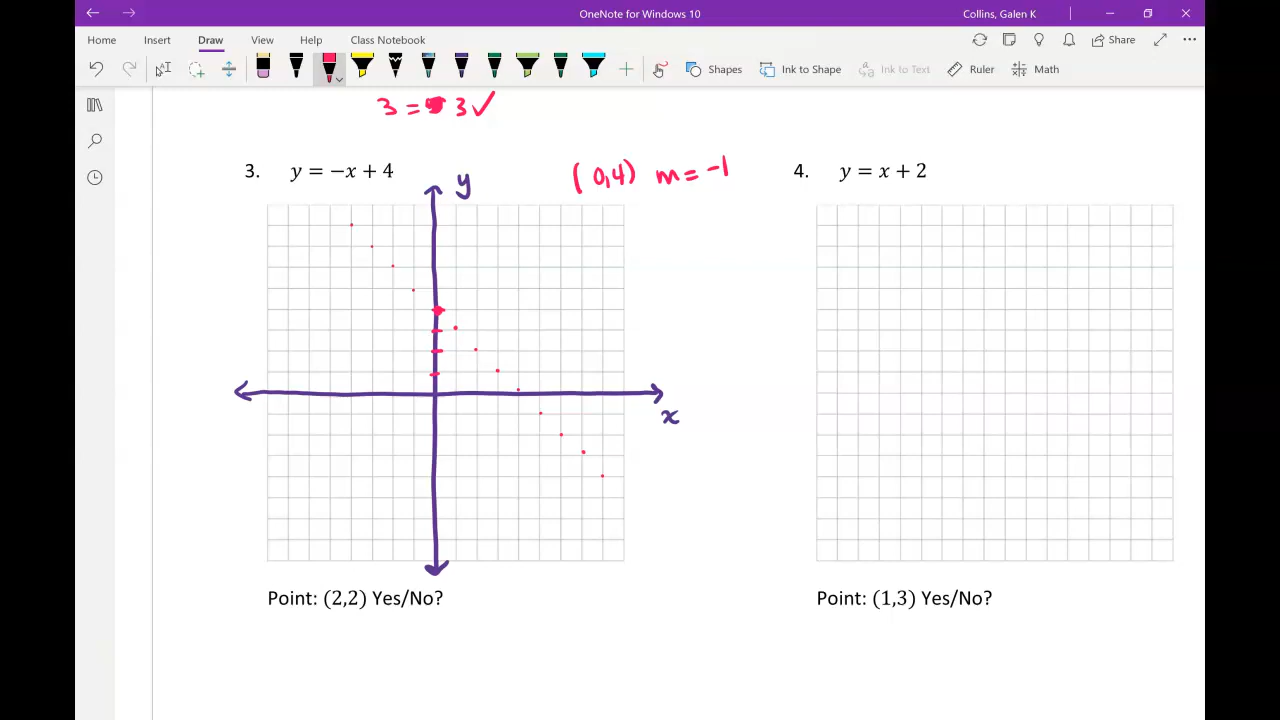 OneNote for Windows 10
Collins, Galen K
Home Insert Draw View Help Class Notebook
Share
Shapes Ink to Shape Ink to Text Ruler Math
3 = 3 ✓
3. y = −x + 4
(0,4) m = -1
4. y = x + 2
y
x
Point: (2,2) Yes/No?
Point: (1,3) Yes/No?